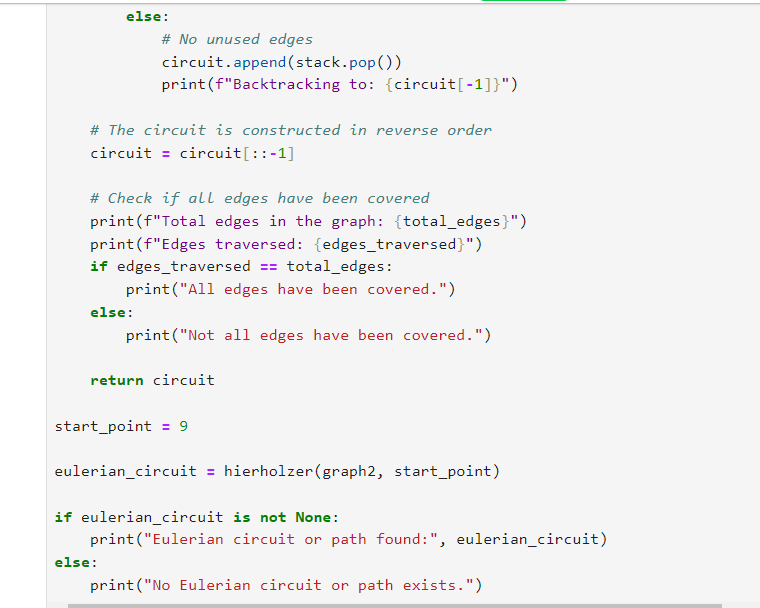 else:
# No unused edges
circuit.append(stack.pop())
print(f"Backtracking to: {circuit[-1]}")
# The circuit is constructed in reverse order
circuit = circuit[::-1]
# Check if all edges have been covered
print(f"Total edges in the graph: {total_edges}")
print(f"Edges traversed: {edges_traversed}")
if edges_traversed == total_edges:
print("All edges have been covered.")
else:
print("Not all edges have been covered.")
return circuit
start_point = 9
eulerian_circuit = hierholzer(graph2, start_point)
if eulerian_circuit is not None:
print("Eulerian circuit or path found:", eulerian_circuit)
else:
print("No Eulerian circuit or path exists.")